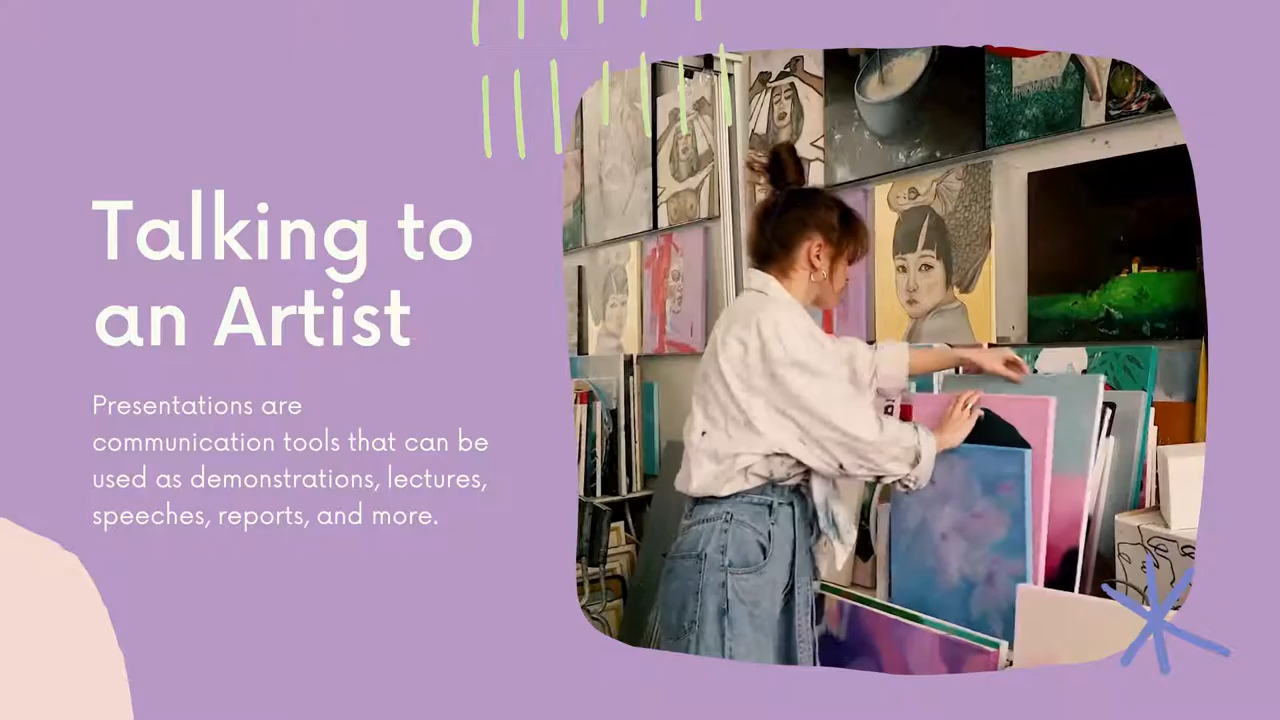 Talking to
an Artist
Presentations are
communication tools that can be
used as demonstrations, lectures,
speeches, reports, and more.